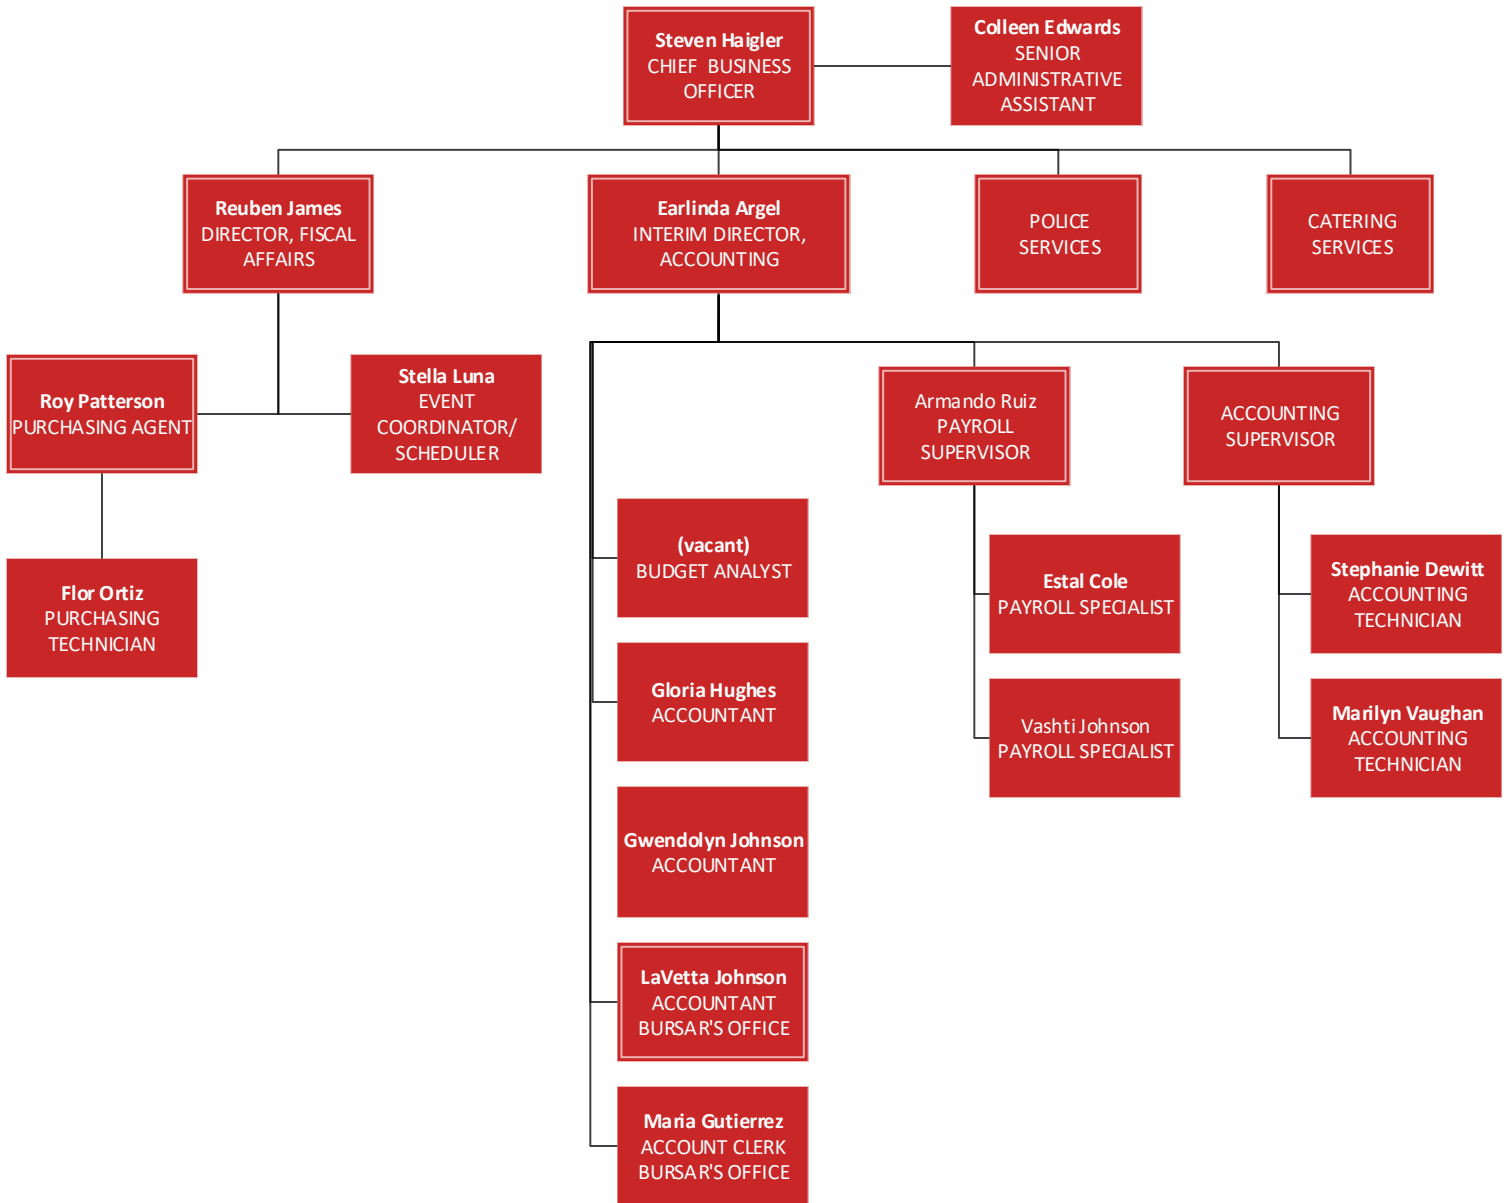 Steven Haigler
CHIEF BUSINESS
OFFICER
Colleen Edwards
SENIOR
ADMINISTRATIVE
ASSISTANT
Reuben James
DIRECTOR, FISCAL
AFFAIRS
Earlinda Argel
INTERIM DIRECTOR,
ACCOUNTING
POLICE
SERVICES
CATERING
SERVICES
Roy Patterson
PURCHASING AGENT
Stella Luna
EVENT
COORDINATOR/
SCHEDULER
Armando Ruiz
PAYROLL
SUPERVISOR
ACCOUNTING
SUPERVISOR
Flor Ortiz
PURCHASING
TECHNICIAN
(vacant)
BUDGET ANALYST
Estal Cole
PAYROLL SPECIALIST
Stephanie Dewitt
ACCOUNTING
TECHNICIAN
Gloria Hughes
ACCOUNTANT
Vashti Johnson
PAYROLL SPECIALIST
Marilyn Vaughan
ACCOUNTING
TECHNICIAN
Gwendolyn Johnson
ACCOUNTANT
LaVetta Johnson
ACCOUNTANT
BURSAR'S OFFICE
Maria Gutierrez
ACCOUNT CLERK
BURSAR'S OFFICE